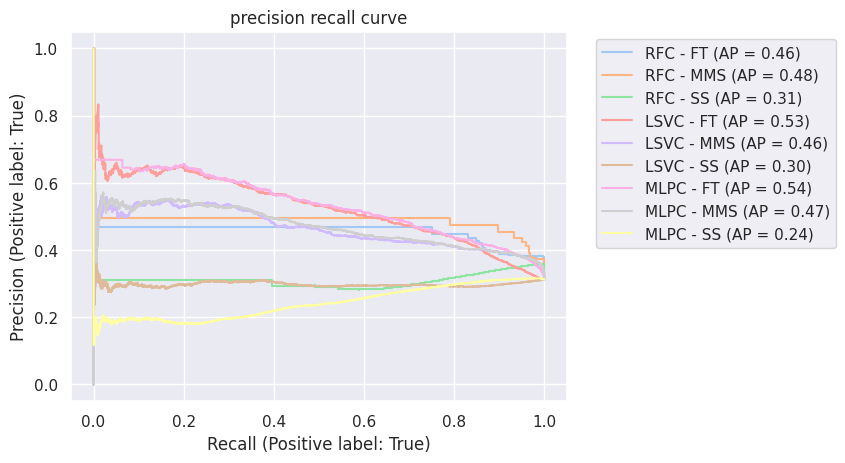 precision recall curve
1.0
0.8
0.6
0.4
0.2
0.0
Precision (Positive label: True)
0.0 0.2 0.4 0.6 0.8 1.0
Recall (Positive label: True)
RFC - FT (AP = 0.46)
RFC - MMS (AP = 0.48)
RFC - SS (AP = 0.31)
LSVC - FT (AP = 0.53)
LSVC - MMS (AP = 0.46)
LSVC - SS (AP = 0.30)
MLPC - FT (AP = 0.54)
MLPC - MMS (AP = 0.47)
MLPC - SS (AP = 0.24)